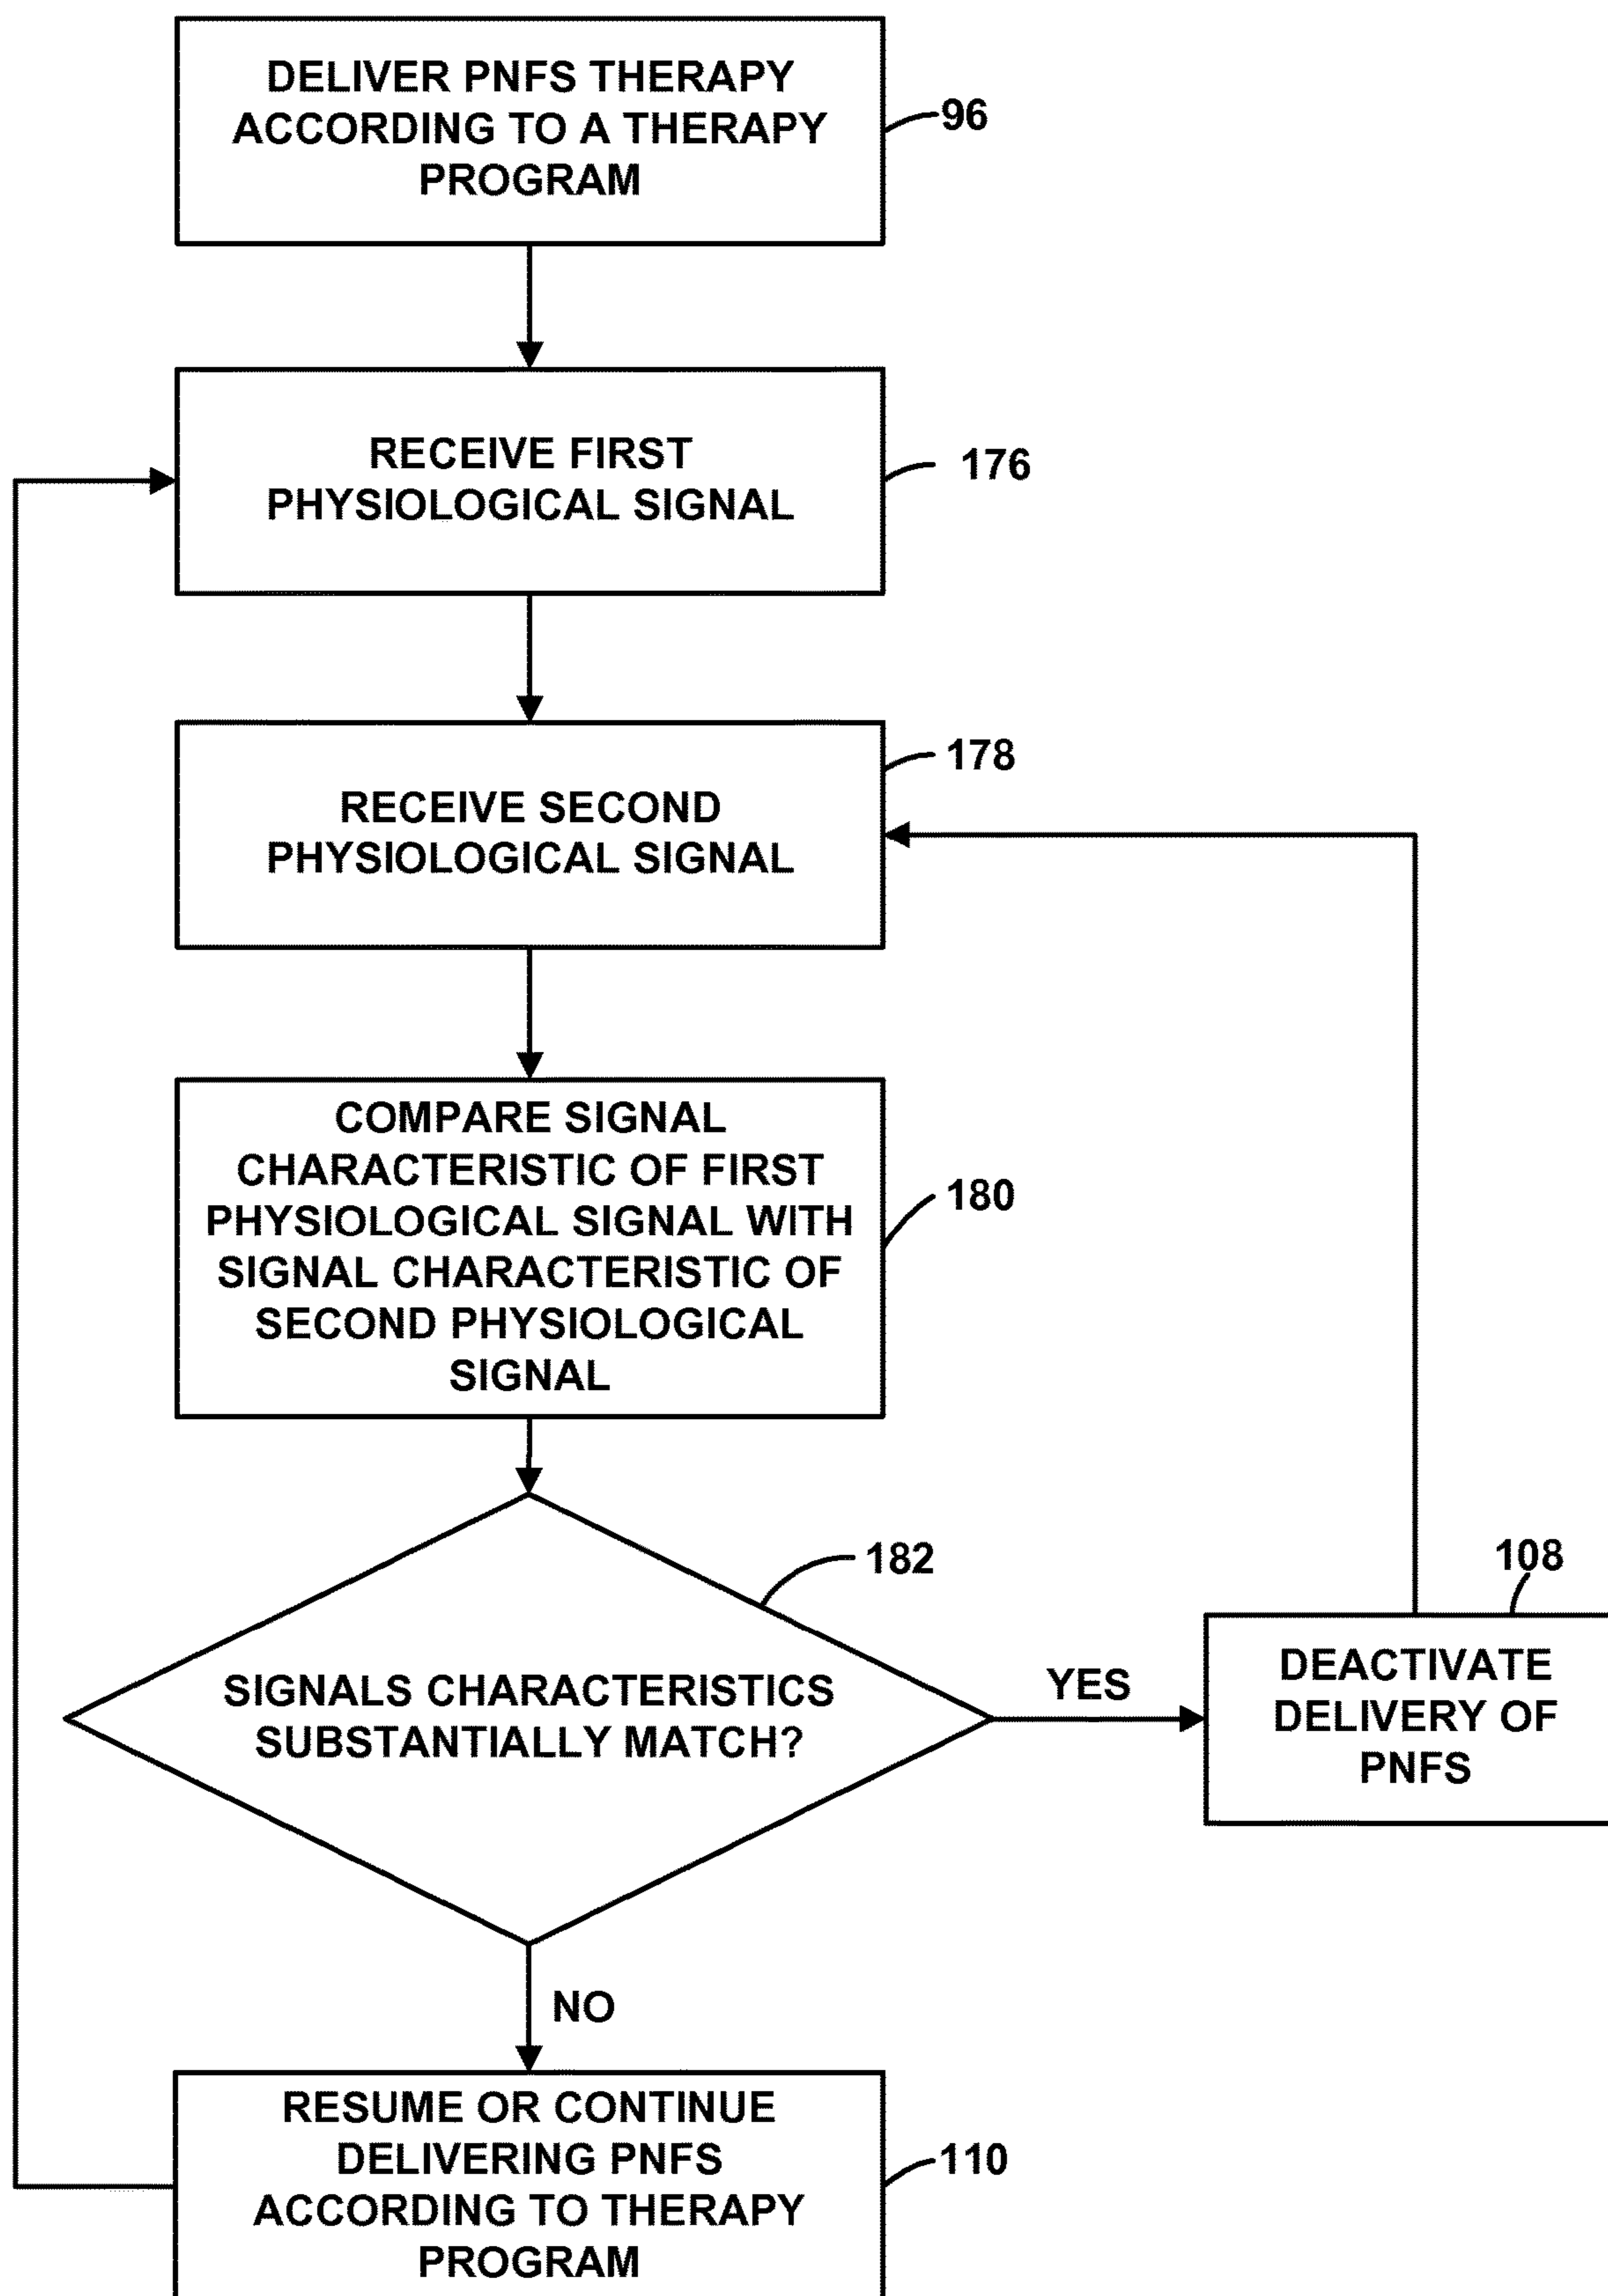 DELIVER PNFS THERAPY
ACCORDING TO A THERAPY
PROGRAM
96
RECEIVE FIRST
PHYSIOLOGICAL SIGNAL
176
RECEIVE SECOND
PHYSIOLOGICAL SIGNAL
178
COMPARE SIGNAL
CHARACTERISTIC OF FIRST
PHYSIOLOGICAL SIGNAL WITH
SIGNAL CHARACTERISTIC OF
SECOND PHYSIOLOGICAL
SIGNAL
180
SIGNALS CHARACTERISTICS
SUBSTANTIALLY MATCH?
182
YES
DEACTIVATE
DELIVERY OF
PNFS
108
NO
RESUME OR CONTINUE
DELIVERING PNFS
ACCORDING TO THERAPY
PROGRAM
110